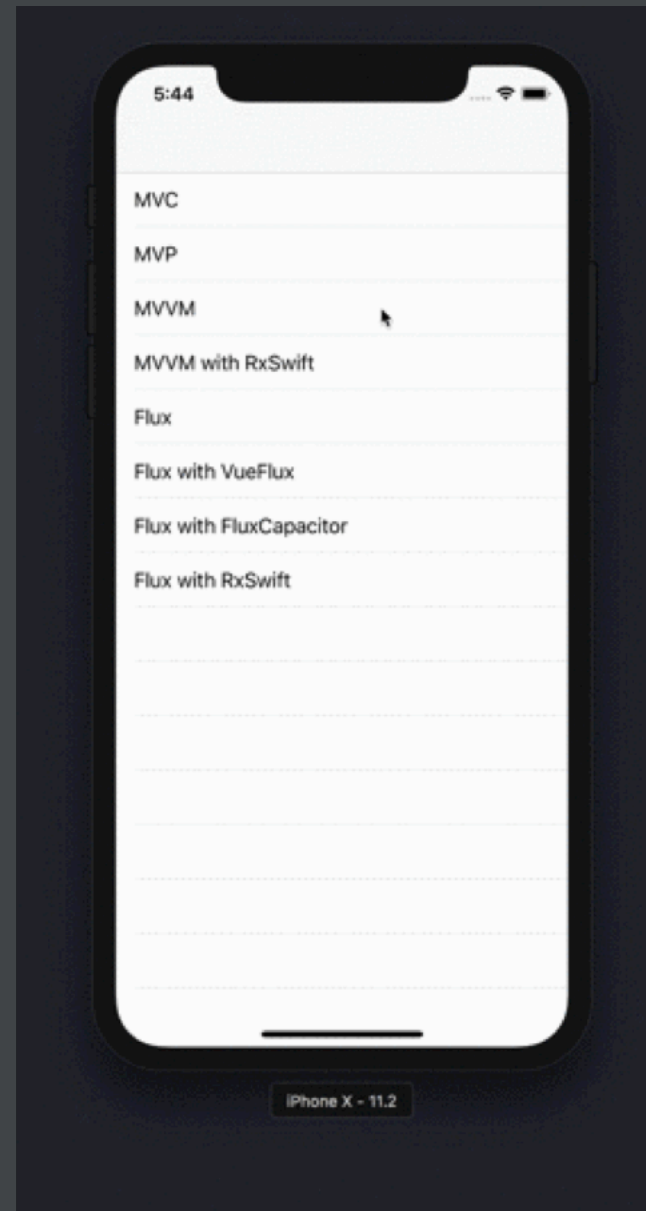 5:44
MVC
MVP
MVVM
MVVM with RxSwift
Flux
Flux with VueFlux
Flux with FluxCapacitor
Flux with RxSwift
iPhone X - 11.2